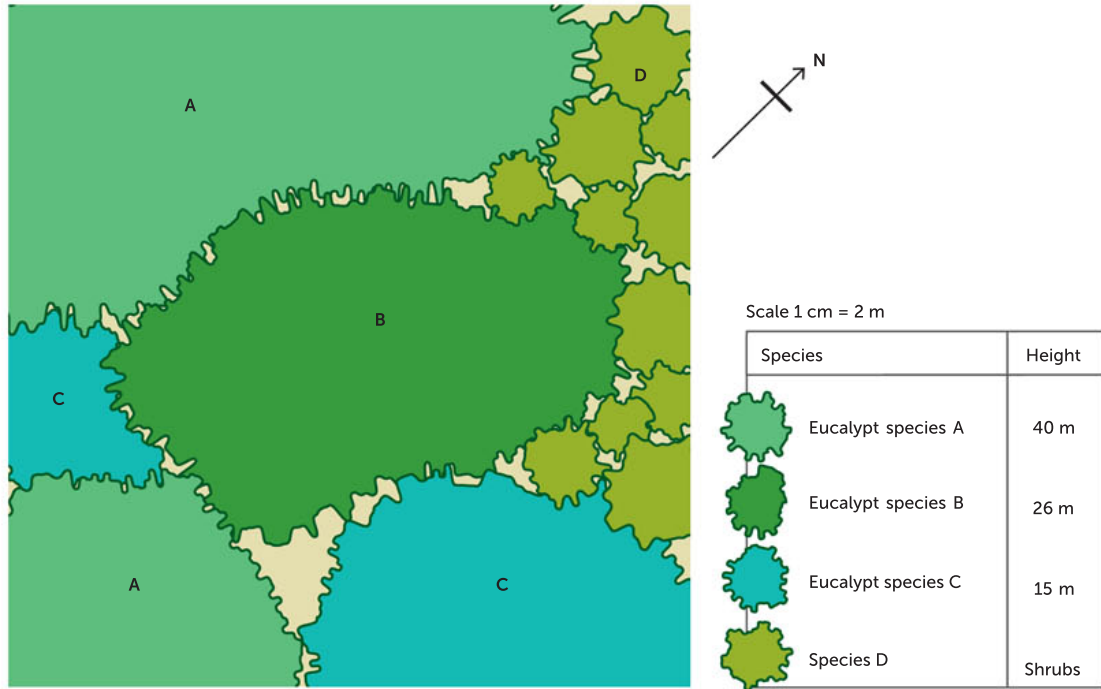 A
D
N
B
C
A
C
Scale 1 cm = 2 m
Species Height
Eucalypt species A 40 m
Eucalypt species B 26 m
Eucalypt species C 15 m
Species D Shrubs